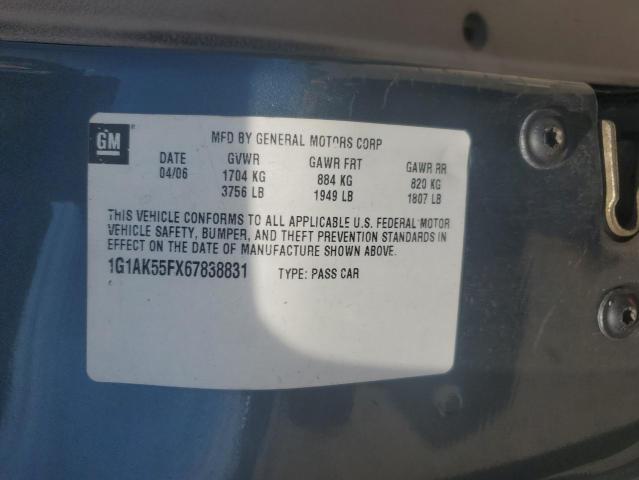 GM®
MFD BY GENERAL MOTORS CORP
DATE GVWR GAWR FRT GAWR RR
04/06 1704 KG 884 KG 820 KG
3756 LB 1949 LB 1807 LB
THIS VEHICLE CONFORMS TO ALL APPLICABLE U.S. FEDERAL MOTOR
VEHICLE SAFETY, BUMPER, AND THEFT PREVENTION STANDARDS IN
EFFECT ON THE DATE OF MANUFACTURE SHOWN ABOVE.
1G1AK55FX67838831 TYPE: PASS CAR